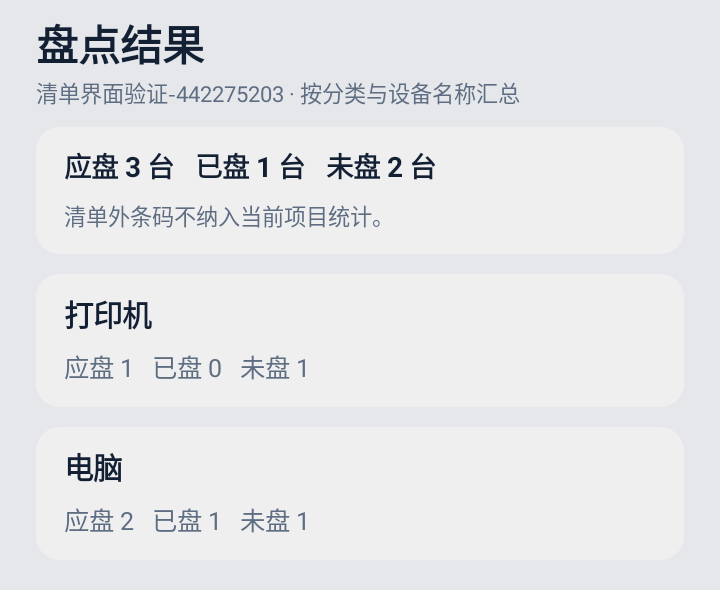 盘点结果
清单界面验证-442275203 · 按分类与设备名称汇总
应盘 3 台 已盘 1 台 未盘 2 台
清单外条码不纳入当前项目统计。
打印机
应盘 1 已盘 0 未盘 1
电脑
应盘 2 已盘 1 未盘 1